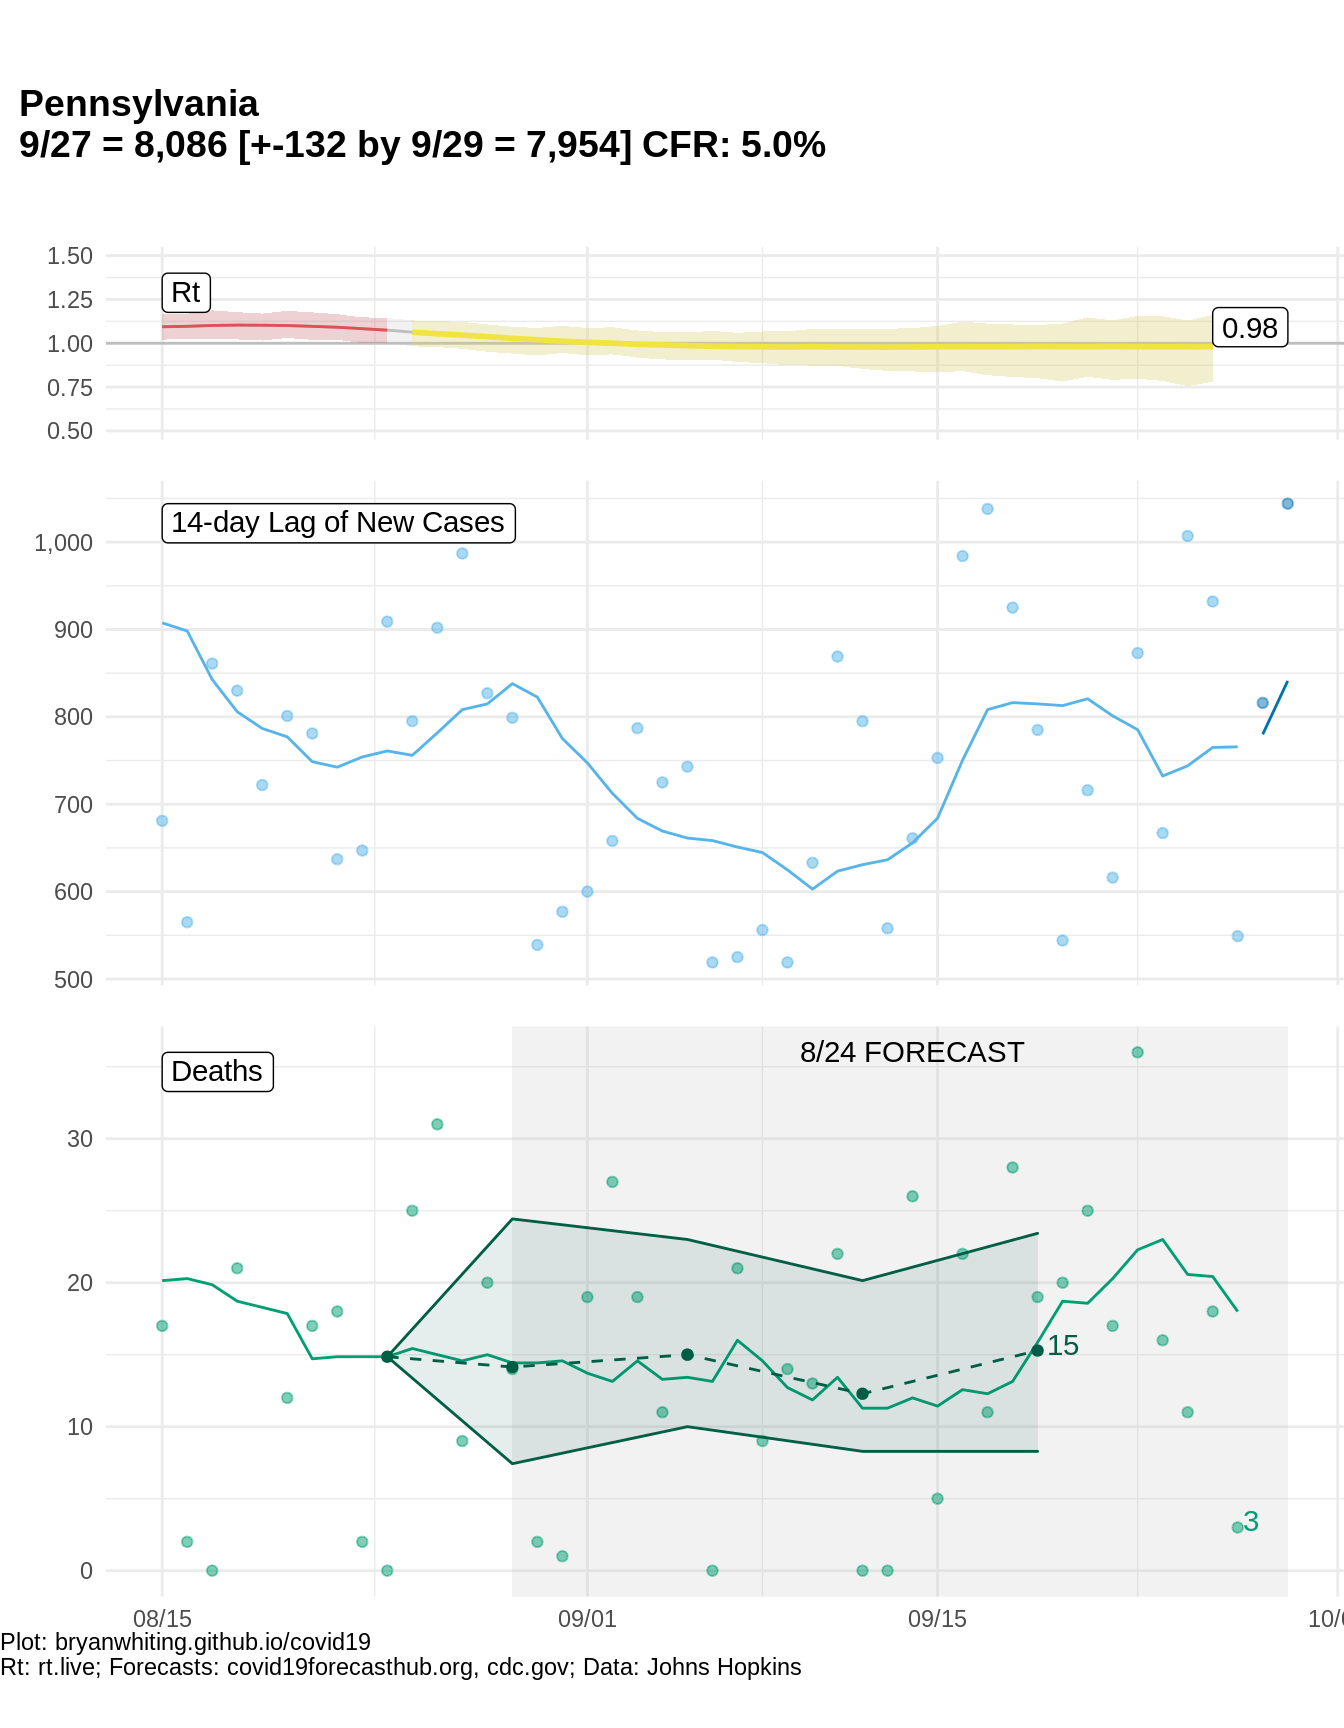 Pennsylvania
9/27 = 8,086 [+-132 by 9/29 = 7,954] CFR: 5.0%
1.50
Rt
1.25
0.98
1.00
0.75
0.50
14-day Lag of New Cases
1,000
900
800
700
600
500
8/24 FORECAST
Deaths
30
20
15
10
3
0
08/15 09/01 09/15 10/0
Plot: bryanwhiting.github.io/covid19
Rt: rt.live; Forecasts: covid19forecasthub.org, cdc.gov; Data: Johns Hopkins